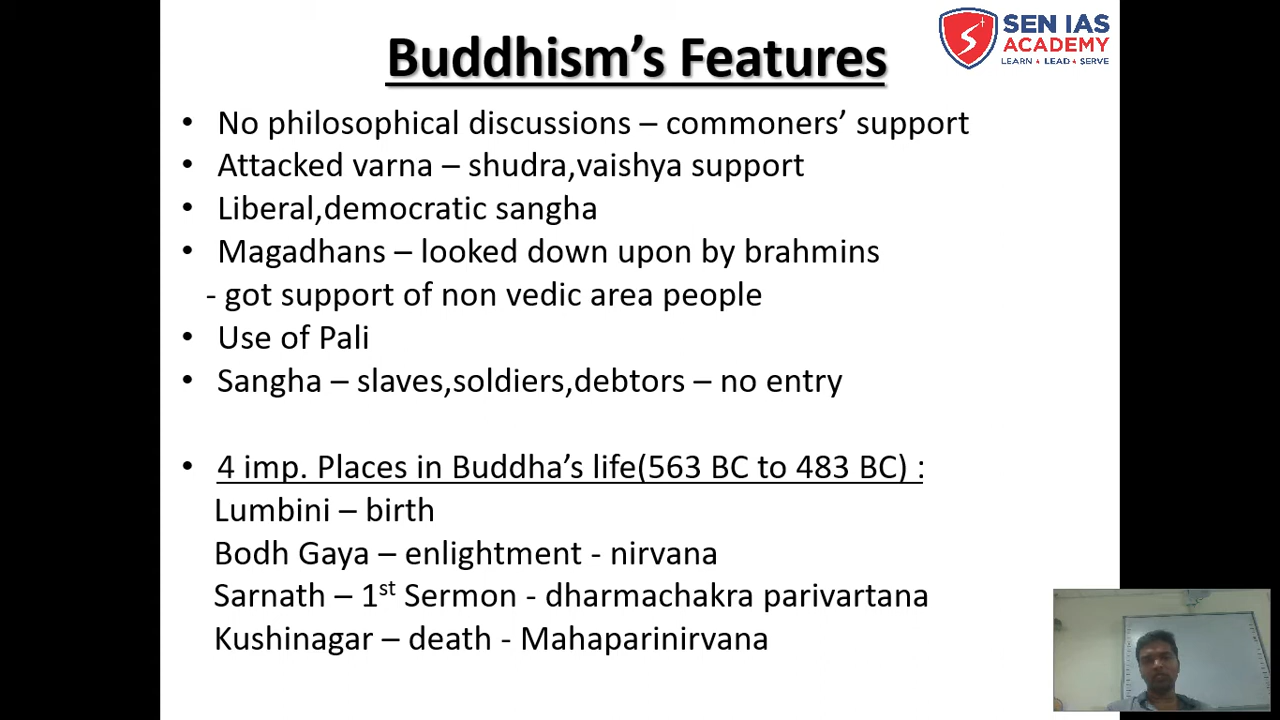 Buddhism’s Features
SEN IAS
ACADEMY
LEARN ★ LEAD ★ SERVE
• No philosophical discussions – commoners’ support
• Attacked varna – shudra,vaishya support
• Liberal,democratic sangha
• Magadhans – looked down upon by brahmins
- got support of non vedic area people
• Use of Pali
• Sangha – slaves,soldiers,debtors – no entry
• 4 imp. Places in Buddha’s life(563 BC to 483 BC) :
Lumbini – birth
Bodh Gaya – enlightment - nirvana
Sarnath – 1st Sermon - dharmachakra parivartana
Kushinagar – death - Mahaparinirvana